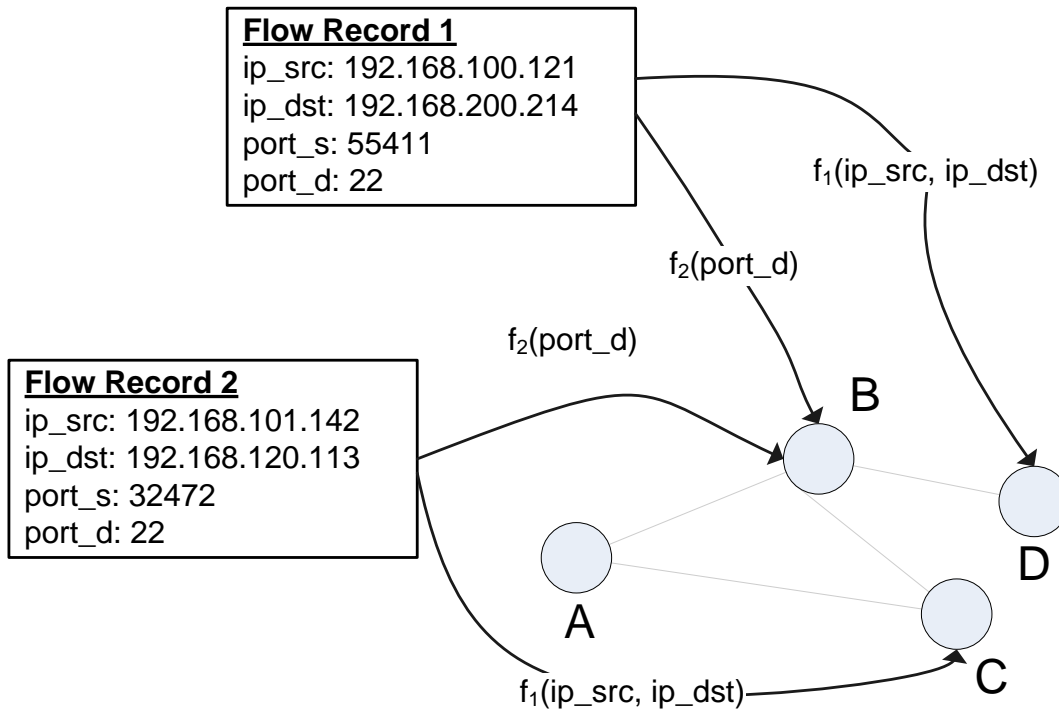 Flow Record 1
ip_src: 192.168.100.121
ip_dst: 192.168.200.214
port_s: 55411
port_d: 22
f₁(ip_src, ip_dst)
f₂(port_d)
f₂(port_d)
Flow Record 2
ip_src: 192.168.101.142
ip_dst: 192.168.120.113
port_s: 32472
port_d: 22
B
D
A
C
f₁(ip_src, ip_dst)